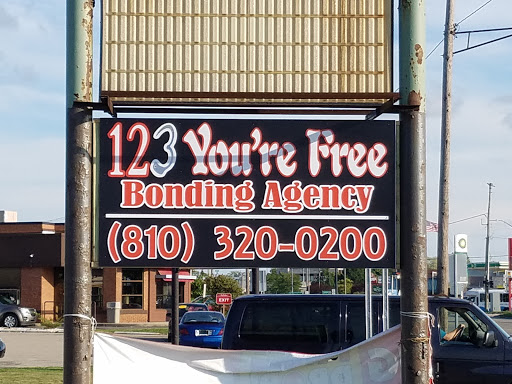 123 You're Free
Bonding Agency
(810) 320-0200
EXIT